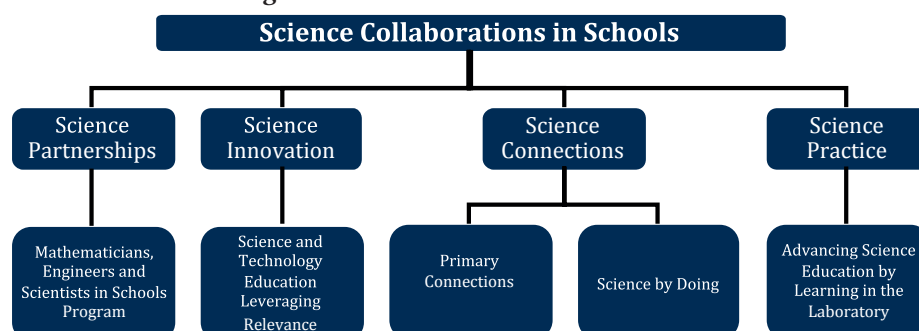 Science Collaborations in Schools
Science
Partnerships
Science
Innovation
Science
Connections
Science
Practice
Mathematicians,
Engineers and
Scientists in Schools
Program
Science and
Technology
Education
Leveraging
Relevance
Primary
Connections
Science by Doing
Advancing Science
Education by
Learning in the
Laboratory